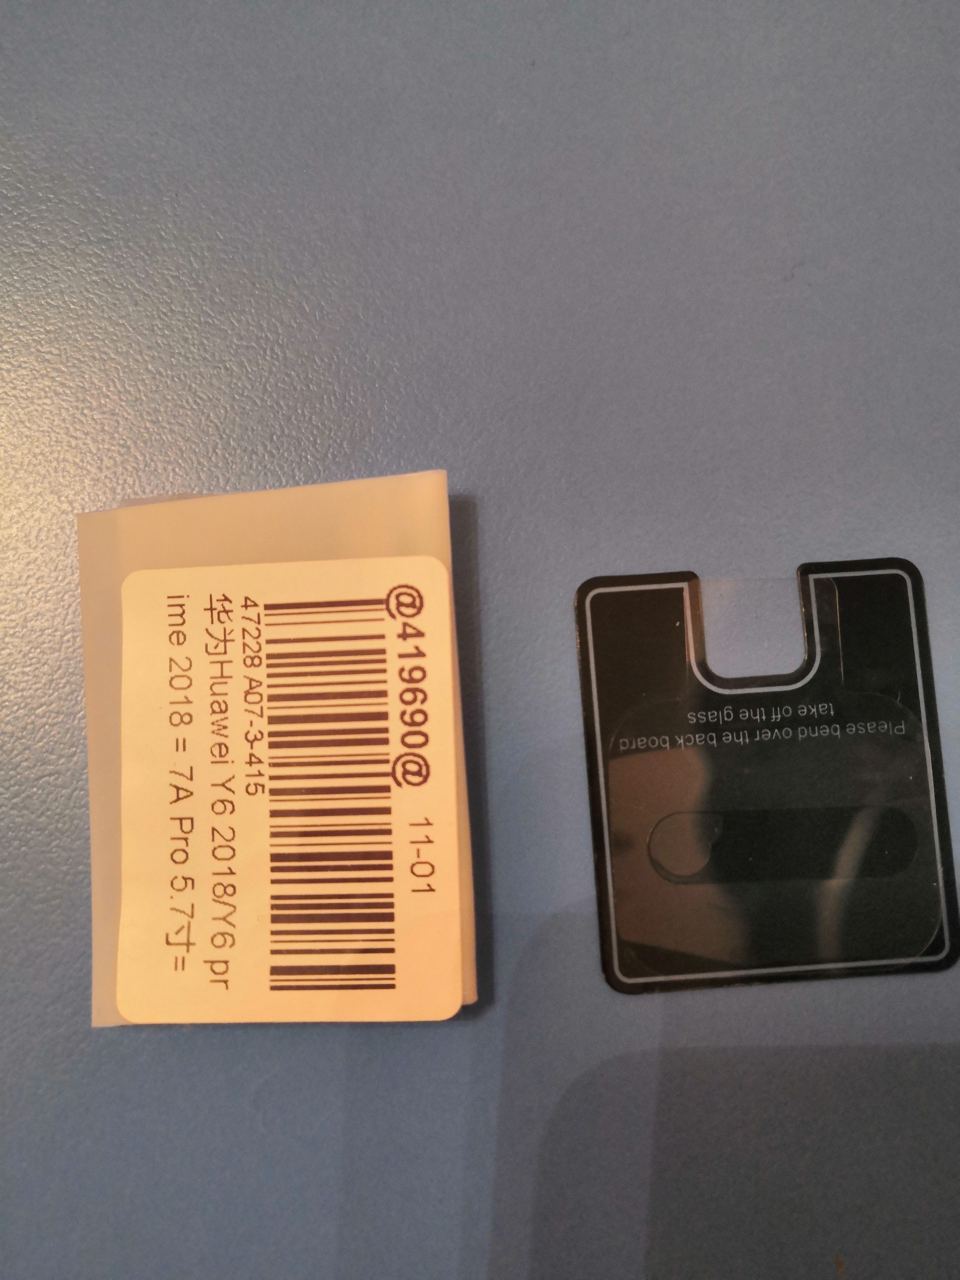 @419690@ 11-01
47228 A07-3-415
华为Huawei Y6 2018/Y6 pr
ime 2018 = 7A Pro 5.7寸=
Please bend over the back board
take off the glass